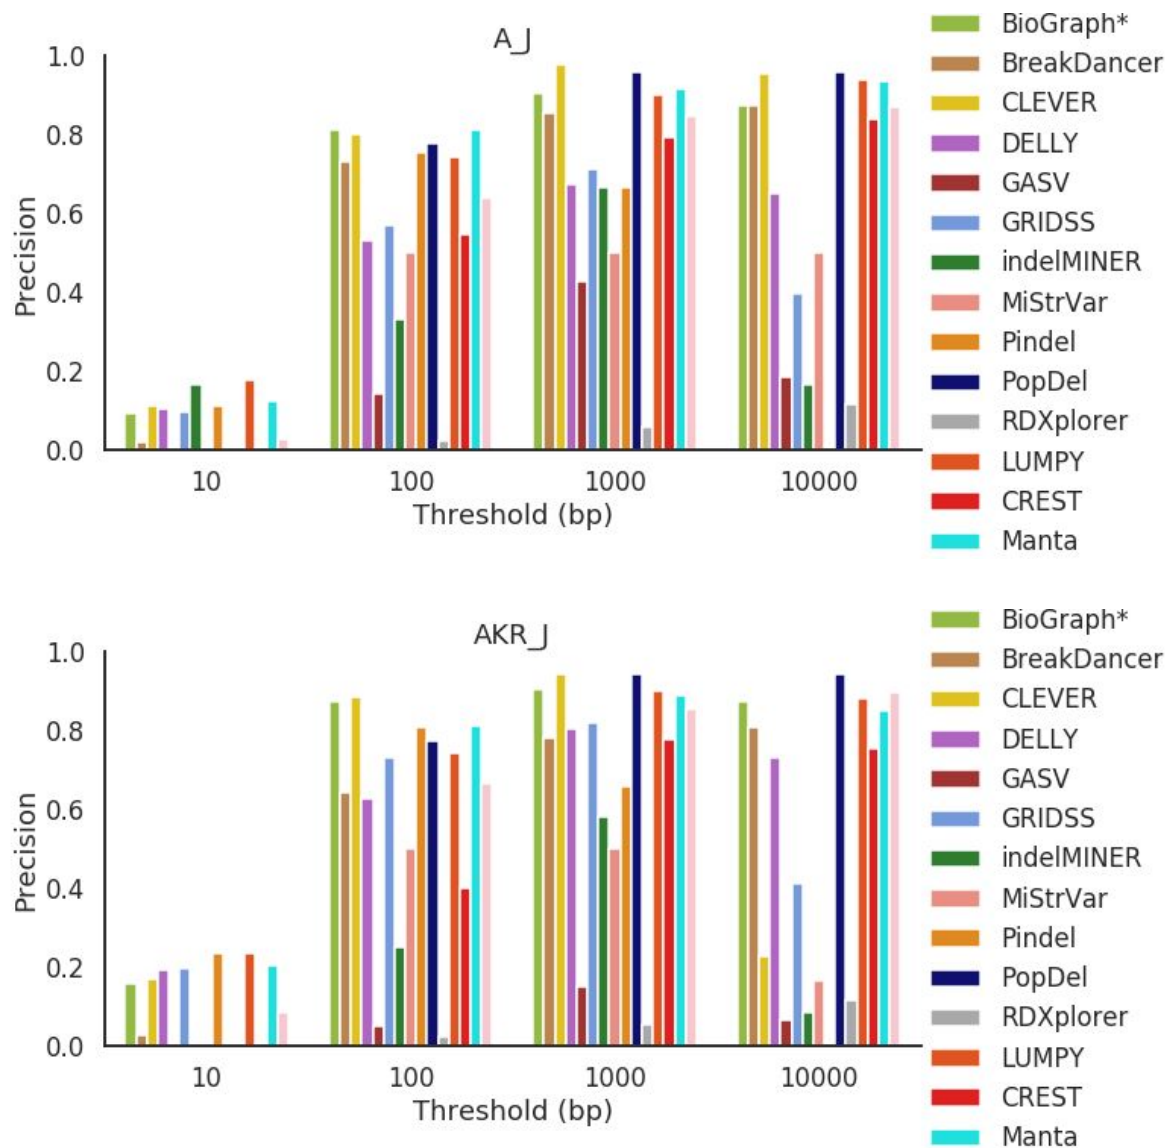 A_J
1.0
0.8
0.6
0.4
0.2
0.0
Precision
10 100 1000 10000
Threshold (bp)
BioGraph*
BreakDancer
CLEVER
DELLY
GASV
GRIDSS
indelMINER
MiStrVar
Pindel
PopDel
RDXplorer
LUMPY
CREST
Manta
AKR_J
1.0
0.8
0.6
0.4
0.2
0.0
Precision
10 100 1000 10000
Threshold (bp)
BioGraph*
BreakDancer
CLEVER
DELLY
GASV
GRIDSS
indelMINER
MiStrVar
Pindel
PopDel
RDXplorer
LUMPY
CREST
Manta